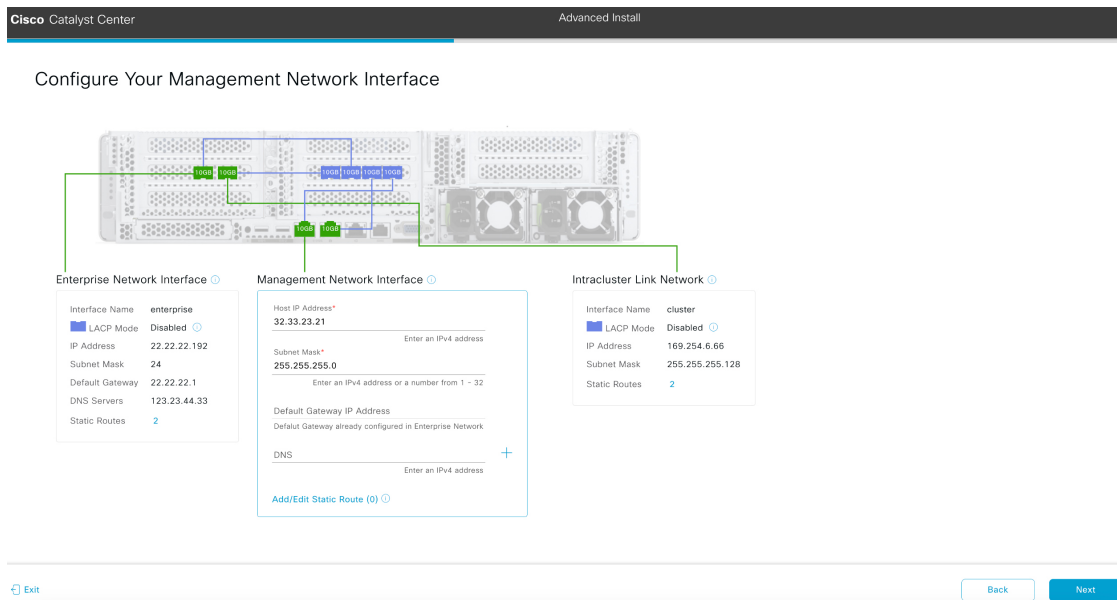 Cisco Catalyst Center
Advanced Install
Configure Your Management Network Interface
10GB 10GB
10GB 10GB 10GB 10GB
10GB 10GB
Enterprise Network Interface
Interface Name enterprise
LACP Mode Disabled
IP Address 22.22.22.192
Subnet Mask 24
Default Gateway 22.22.22.1
DNS Servers 123.23.44.33
Static Routes 2
Management Network Interface
Host IP Address*
32.33.23.21
Enter an IPv4 address
Subnet Mask*
255.255.255.0
Enter an IPv4 address or a number from 1 - 32
Default Gateway IP Address
Defalut Gateway already configured in Enterprise Network
DNS
Enter an IPv4 address
Add/Edit Static Route (0)
Intracluster Link Network
Interface Name cluster
LACP Mode Disabled
IP Address 169.254.6.66
Subnet Mask 255.255.255.128
Static Routes 2
Exit
Back
Next